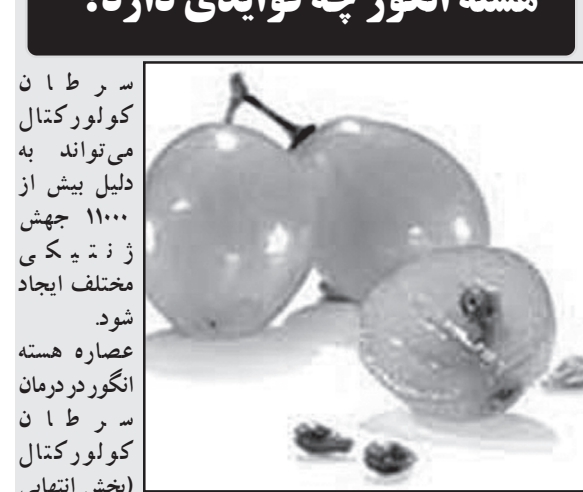 هسته انگور چه فوایدی دارد؟
سرطان
کولورکتال
می‌تواند به
دلیل بیش از
۱۱۰۰۰ جهش
ژنتیکی
مختلف ایجاد
شود.
عصاره هسته
انگور در درمان
سرطان
کولورکتال
(بخش انتهایی